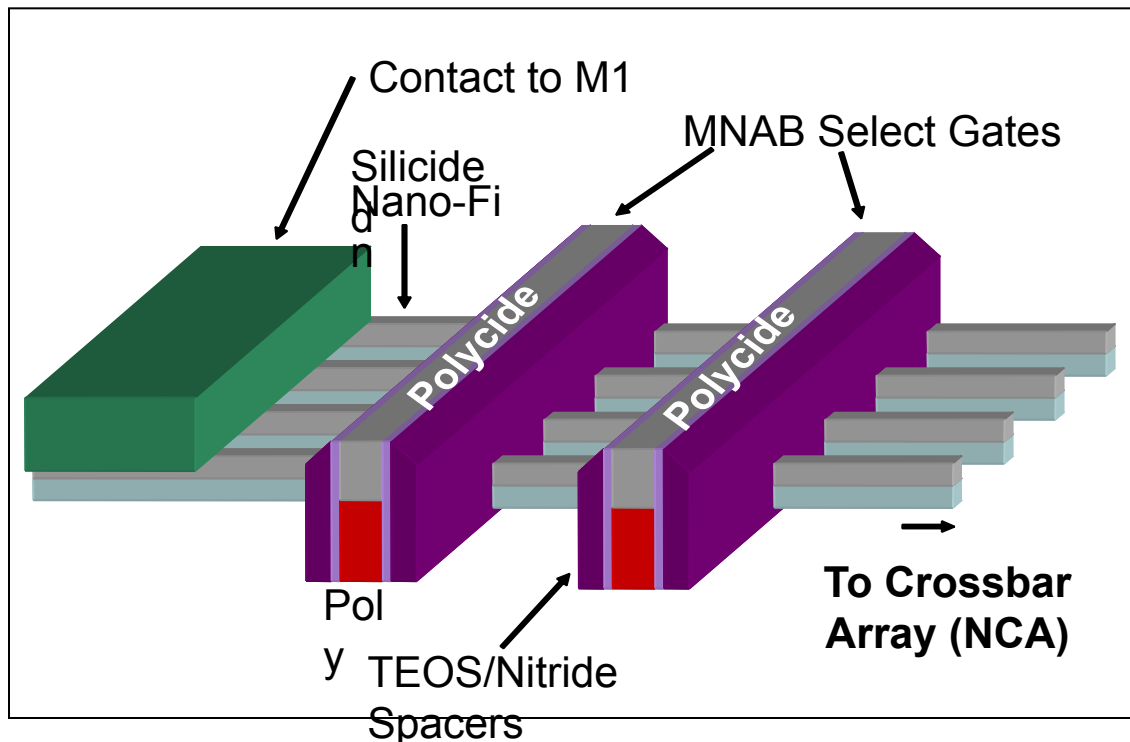 Contact to M1
MNAB Select Gates
Silicide
Nano-Fi
d
n
Polycide
Polycide
Pol
y
To Crossbar
Array (NCA)
TEOS/Nitride
Spacers